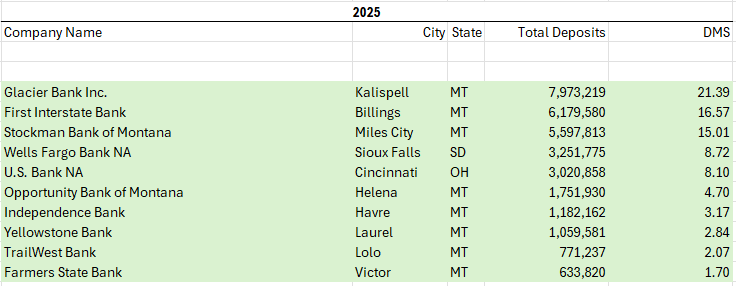 2025
Company Name City State Total Deposits DMS
Glacier Bank Inc. Kalispell MT 7,973,219 21.39
First Interstate Bank Billings MT 6,179,580 16.57
Stockman Bank of Montana Miles City MT 5,597,813 15.01
Wells Fargo Bank NA Sioux Falls SD 3,251,775 8.72
U.S. Bank NA Cincinnati OH 3,020,858 8.10
Opportunity Bank of Montana Helena MT 1,751,930 4.70
Independence Bank Havre MT 1,182,162 3.17
Yellowstone Bank Laurel MT 1,059,581 2.84
TrailWest Bank Lolo MT 771,237 2.07
Farmers State Bank Victor MT 633,820 1.70